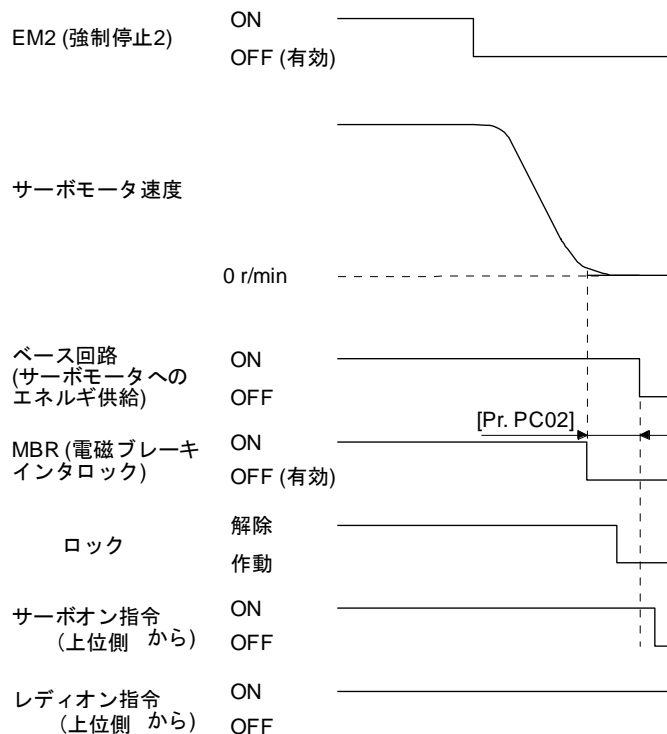 EM2 (強制停止2)
ON
OFF (有効)
サーボモータ速度
0 r/min
ベース回路
(サーボモータへの
エネルギ供給)
ON
OFF
[Pr. PC02]
MBR (電磁ブレーキ
インタロック)
ON
OFF (有効)
ロック
解除
作動
サーボオン指令
(上位側 から)
ON
OFF
レディオン指令
(上位側 から)
ON
OFF